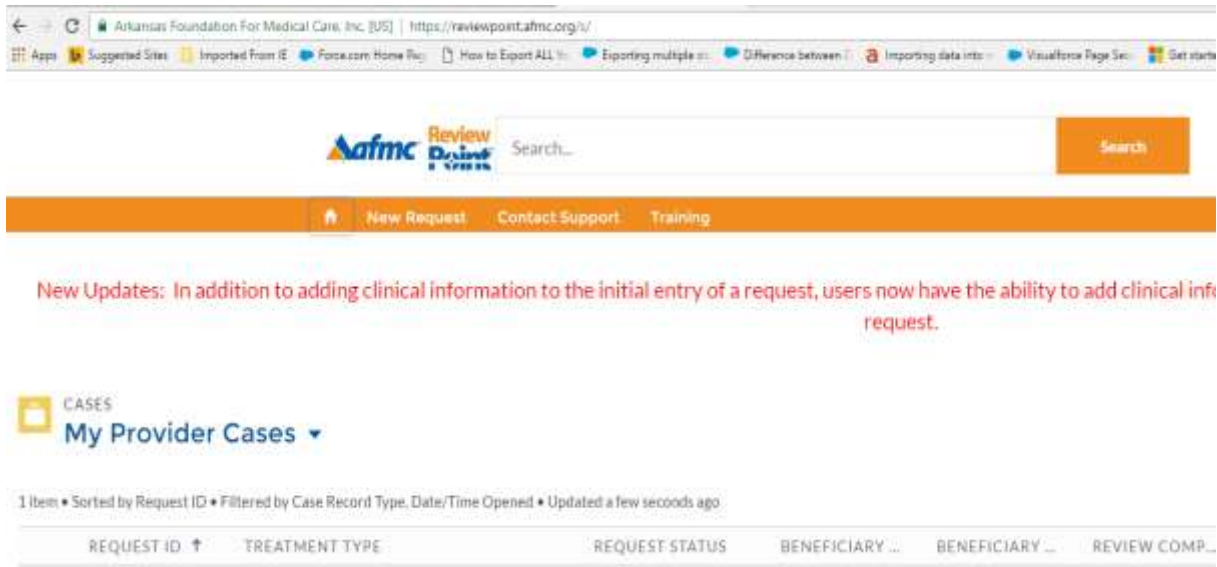 Arkansas Foundation For Medical Care, Inc. [US] | https://reviewpoint.afmc.org/s/
Apps Suggested Sites Imported From IE Force.com Home Pag How to Export ALL Yo Exporting multiple Difference between Importing data into Visualforce Page Sec Get starte
afmc Review Point Search... Search
New Request Contact Support Training
New Updates: In addition to adding clinical information to the initial entry of a request, users now have the ability to add clinical info
request.
CASES
My Provider Cases
1 item • Sorted by Request ID • Filtered by Case Record Type, Date/Time Opened • Updated a few seconds ago
REQUEST ID ↑ TREATMENT TYPE REQUEST STATUS BENEFICIARY ... BENEFICIARY ... REVIEW COMP...